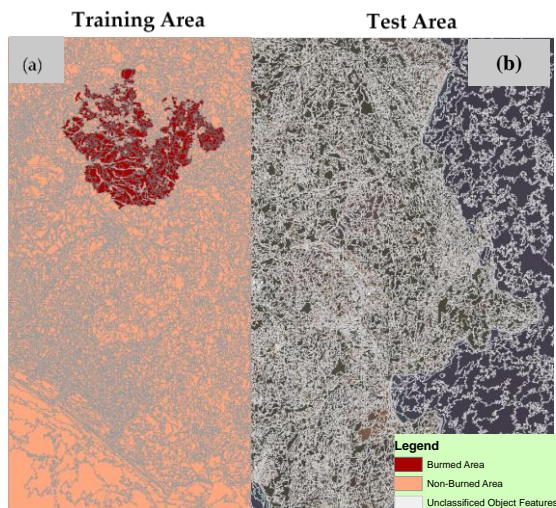 Training Area
Test Area
(a)
(b)
Legend
Burmed Area
Non-Burned Area
Unclassificed Object Features